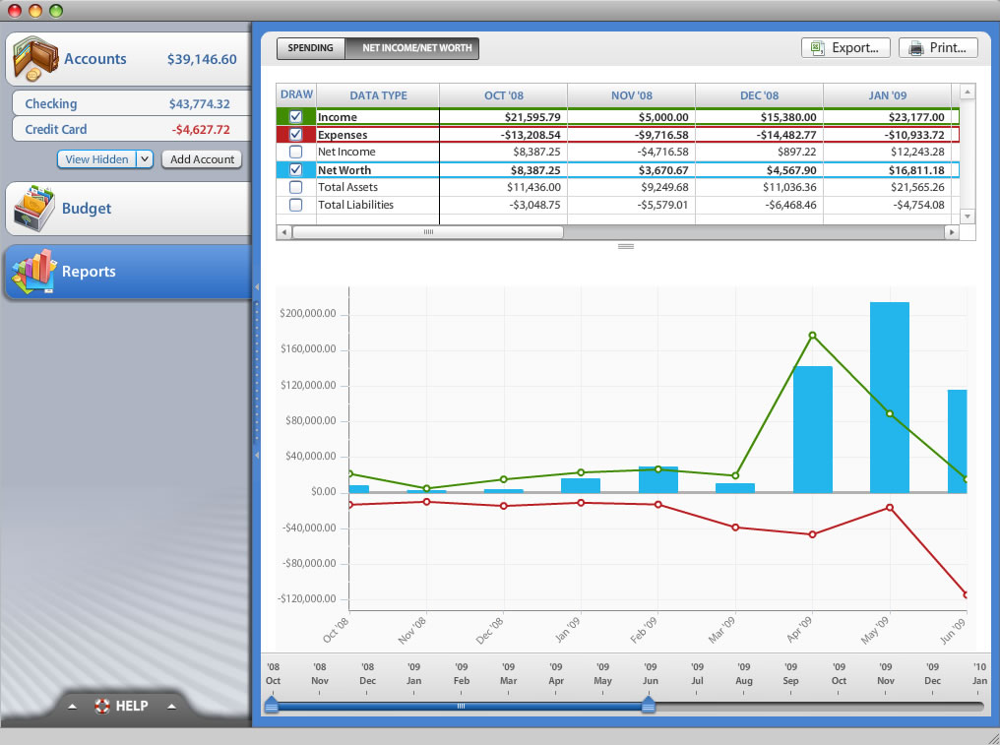 SPENDING NET INCOME/NET WORTH Export... Print...
Accounts $39,146.60
Checking $43,774.32
Credit Card -$4,627.72
View Hidden Add Account
Budget
Reports
DRAW DATA TYPE OCT '08 NOV '08 DEC '08 JAN '09
Income $21,595.79 $5,000.00 $15,380.00 $23,177.00
Expenses -$13,208.54 -$9,716.58 -$14,482.77 -$10,933.72
Net Income $8,387.25 -$4,716.58 $897.22 $12,243.28
Net Worth $8,387.25 $3,670.67 $4,567.90 $16,811.18
Total Assets $11,436.00 $9,249.68 $11,036.36 $21,565.26
Total Liabilities -$3,048.75 -$5,579.01 -$6,468.46 -$4,754.08
$200,000.00
$160,000.00
$120,000.00
$80,000.00
$40,000.00
$0.00
-$40,000.00
-$80,000.00
-$120,000.00
Oct '08 Nov '08 Dec '08 Jan '09 Feb '09 Mar '09 Apr '09 May '09 Jun '09
'08 '08 '08 '09 '09 '09 '09 '09 '09 '09 '09 '09 '09 '09 '09 '10
Oct Nov Dec Jan Feb Mar Apr May Jun Jul Aug Sep Oct Nov Dec Jan
HELP